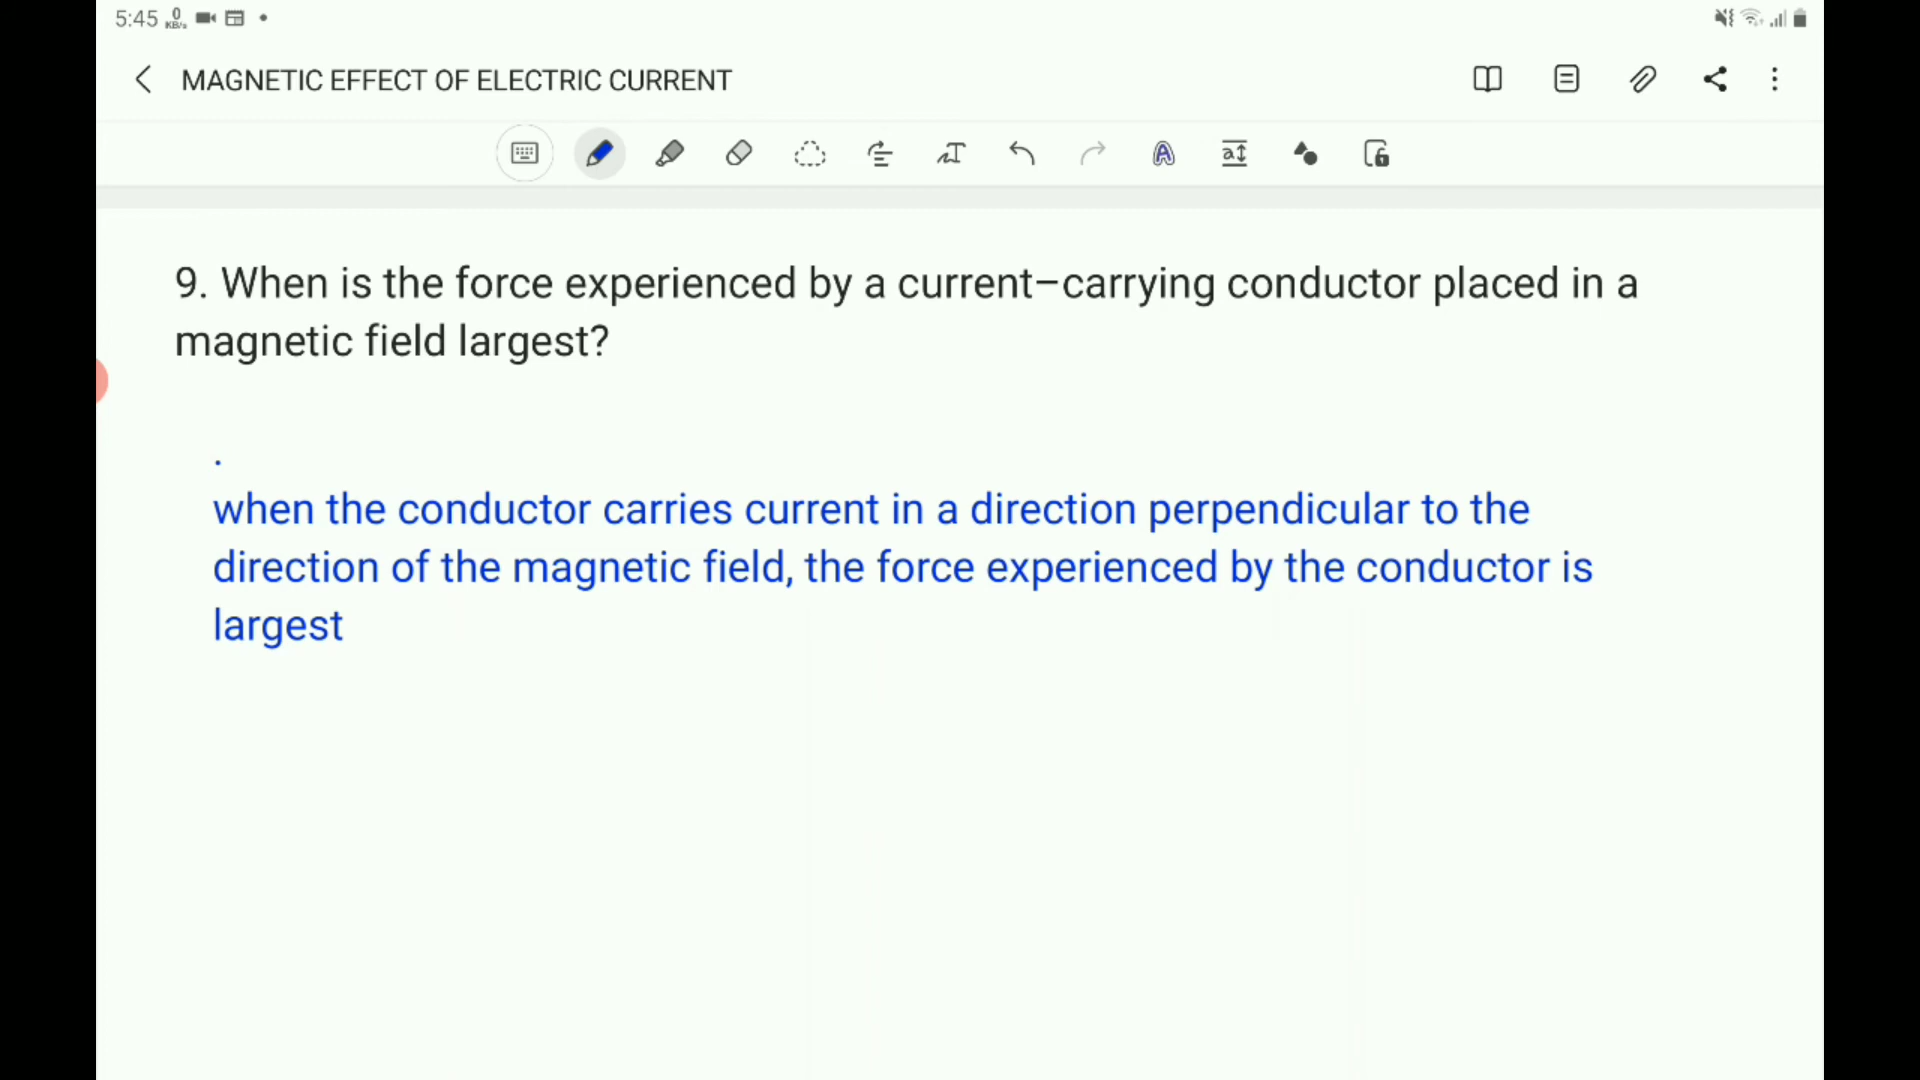 5:45 0 KB/s
MAGNETIC EFFECT OF ELECTRIC CURRENT
9. When is the force experienced by a current–carrying conductor placed in a
magnetic field largest?
.
when the conductor carries current in a direction perpendicular to the
direction of the magnetic field, the force experienced by the conductor is
largest